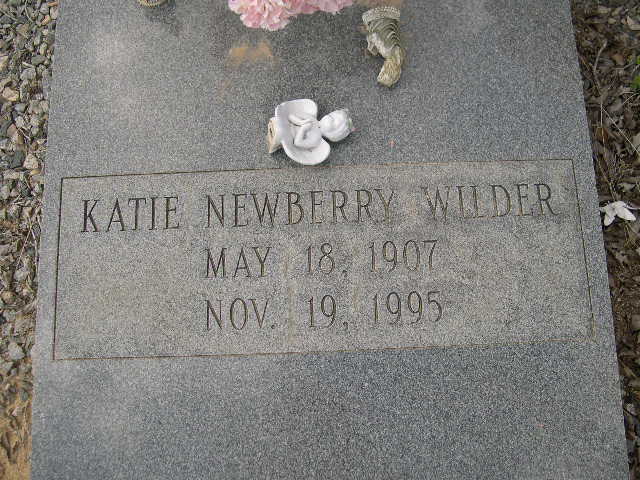 KATIE NEWBERRY WILDER
MAY 18, 1907
NOV. 19, 1995